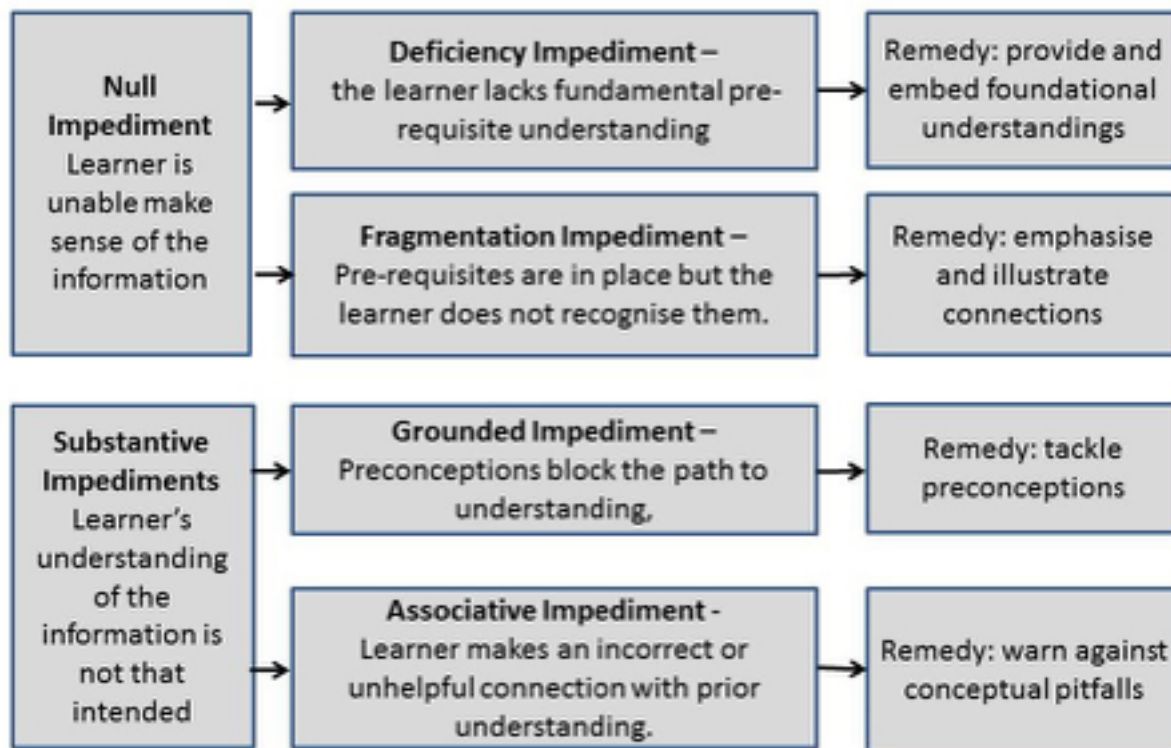 Null
Impediment
Learner is
unable make
sense of the
information
Deficiency Impediment –
the learner lacks fundamental pre-
requisite understanding
Remedy: provide and
embed foundational
understandings
Fragmentation Impediment –
Pre-requisites are in place but the
learner does not recognise them.
Remedy: emphasise
and illustrate
connections
Substantive
Impediments
Learner's
understanding
of the
information is
not that
intended
Grounded Impediment –
Preconceptions block the path to
understanding,
Remedy: tackle
preconceptions
Associative Impediment -
Learner makes an incorrect or
unhelpful connection with prior
understanding.
Remedy: warn against
conceptual pitfalls